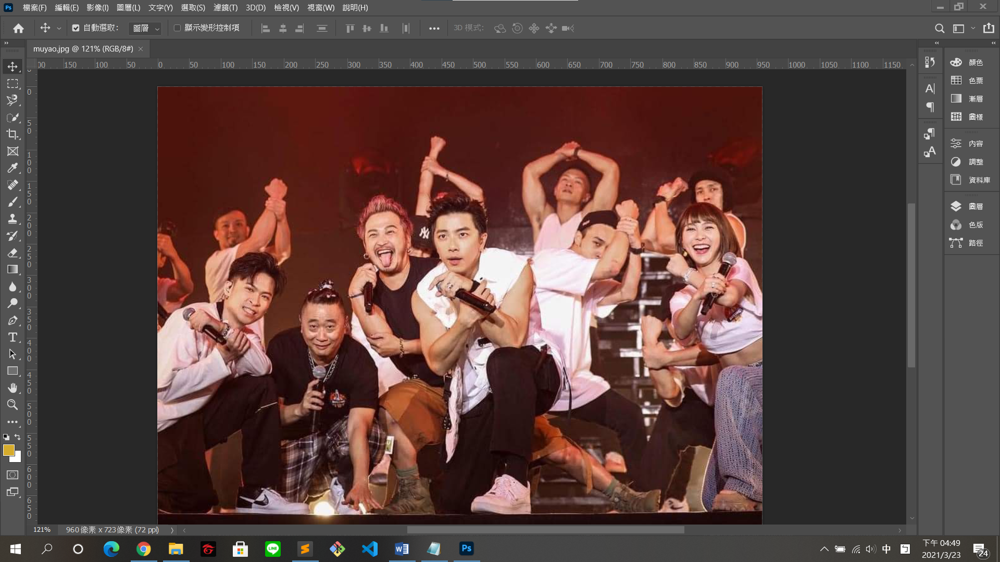 Ps 檔案(F) 編輯(E) 影像(I) 圖層(L) 文字(Y) 選取(S) 濾鏡(T) 3D(D) 檢視(V) 視窗(W) 說明(H)
自動選取： 圖層 顯示變形控制項 3D 模式：
muyao.jpg @ 121% (RGB/8#)
00 150 100 50 0 50 100 150 200 250 300 350 400 450 500 550 600 650 700 750 800 850 900 950 1000 1050 1100 1150
0
50
100
150
200
250
300
350
400
450
500
550
600
650
顏色
色票
漸層
圖樣
內容
調整
資料庫
圖層
色版
路徑
NY
121% 960 像素 x 723 像素 (72 ppi)
LINE
W
Ps
中
下午 04:49
2021/3/23
24